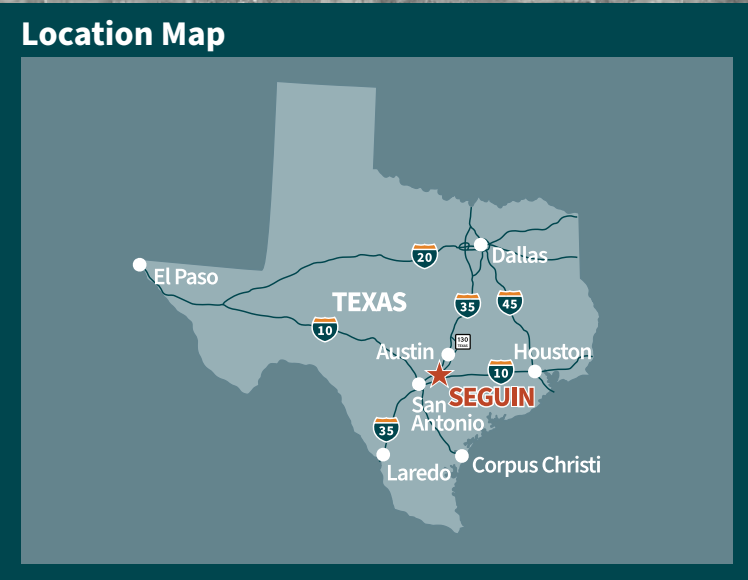 Location Map
20
Dallas
El Paso
TEXAS
35
45
10
130
TEXAS
Austin
Houston
10
SEGUIN
San
Antonio
35
Laredo
Corpus Christi